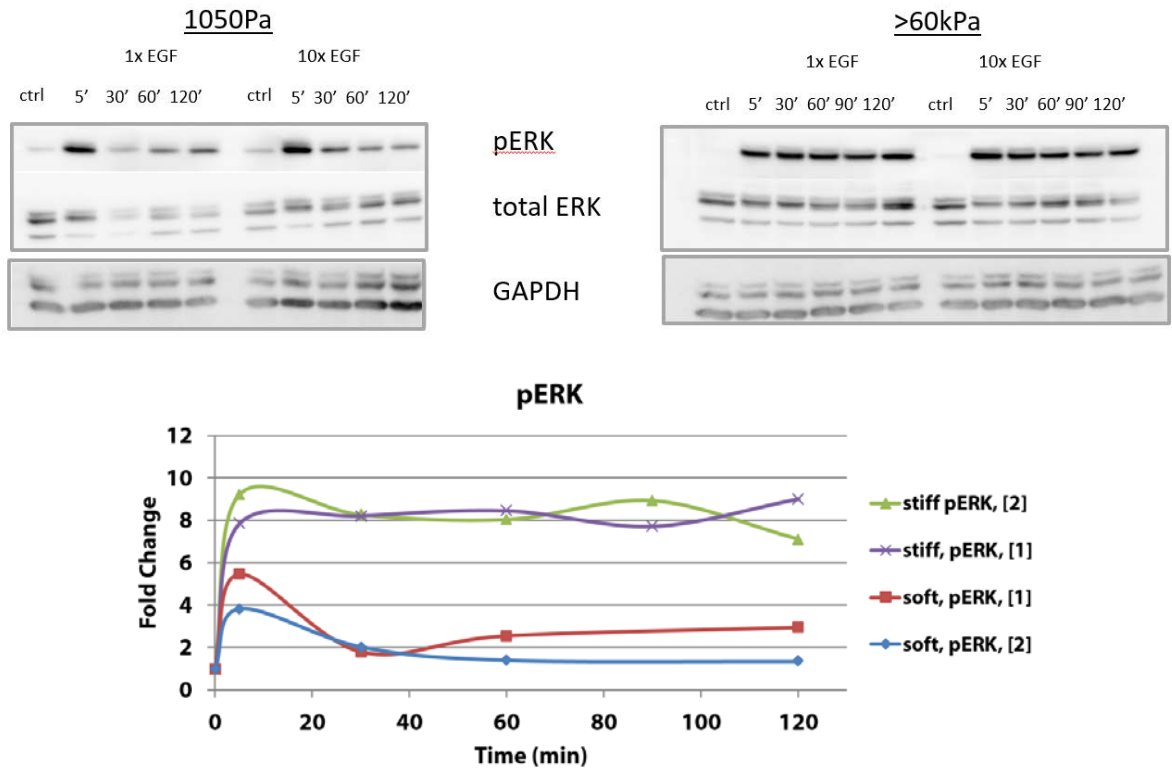 1050Pa
>60kPa
1x EGF 10x EGF
1x EGF 10x EGF
ctrl 5’ 30’ 60’ 120’ ctrl 5’ 30’ 60’ 120’
ctrl 5’ 30’ 60’ 90’ 120’ ctrl 5’ 30’ 60’ 90’ 120’
pERK
total ERK
GAPDH
pERK
12
10
8
6
4
2
0
Fold Change
0 20 40 60 80 100 120
Time (min)
stiff pERK, [2]
stiff, pERK, [1]
soft, pERK, [1]
soft, pERK, [2]